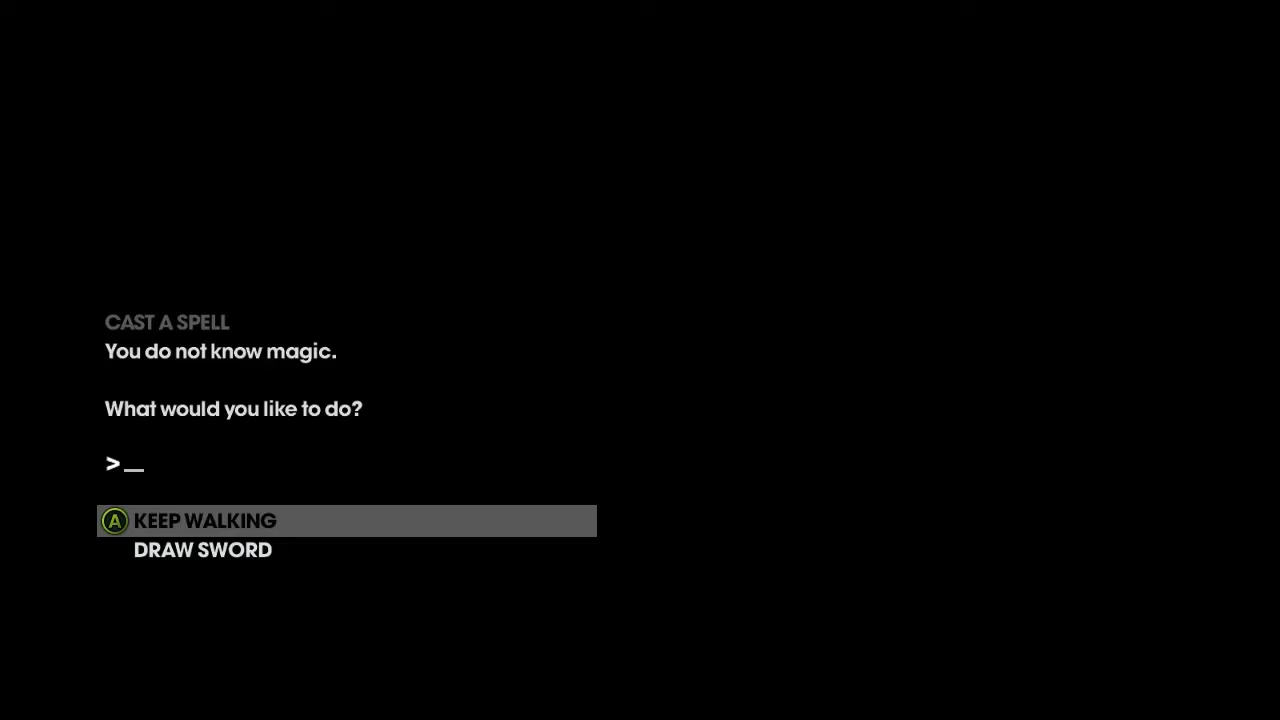 CAST A SPELL
You do not know magic.
What would you like to do?
>_
A KEEP WALKING
DRAW SWORD